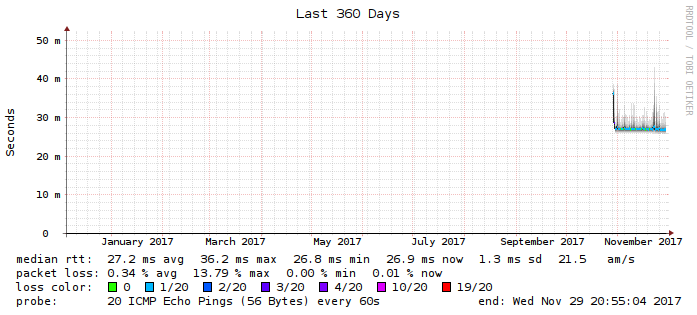 Last 360 Days
RRDTOOL / TOBI OETIKER
Seconds
50 m
40 m
30 m
20 m
10 m
0
January 2017 March 2017 May 2017 July 2017 September 2017 November 2017
median rtt: 27.2 ms avg 36.2 ms max 26.8 ms min 26.9 ms now 1.3 ms sd 21.5 am/s
packet loss: 0.34 % avg 13.79 % max 0.00 % min 0.01 % now
loss color: 0 1/20 2/20 3/20 4/20 10/20 19/20
probe: 20 ICMP Echo Pings (56 Bytes) every 60s end: Wed Nov 29 20:55:04 2017